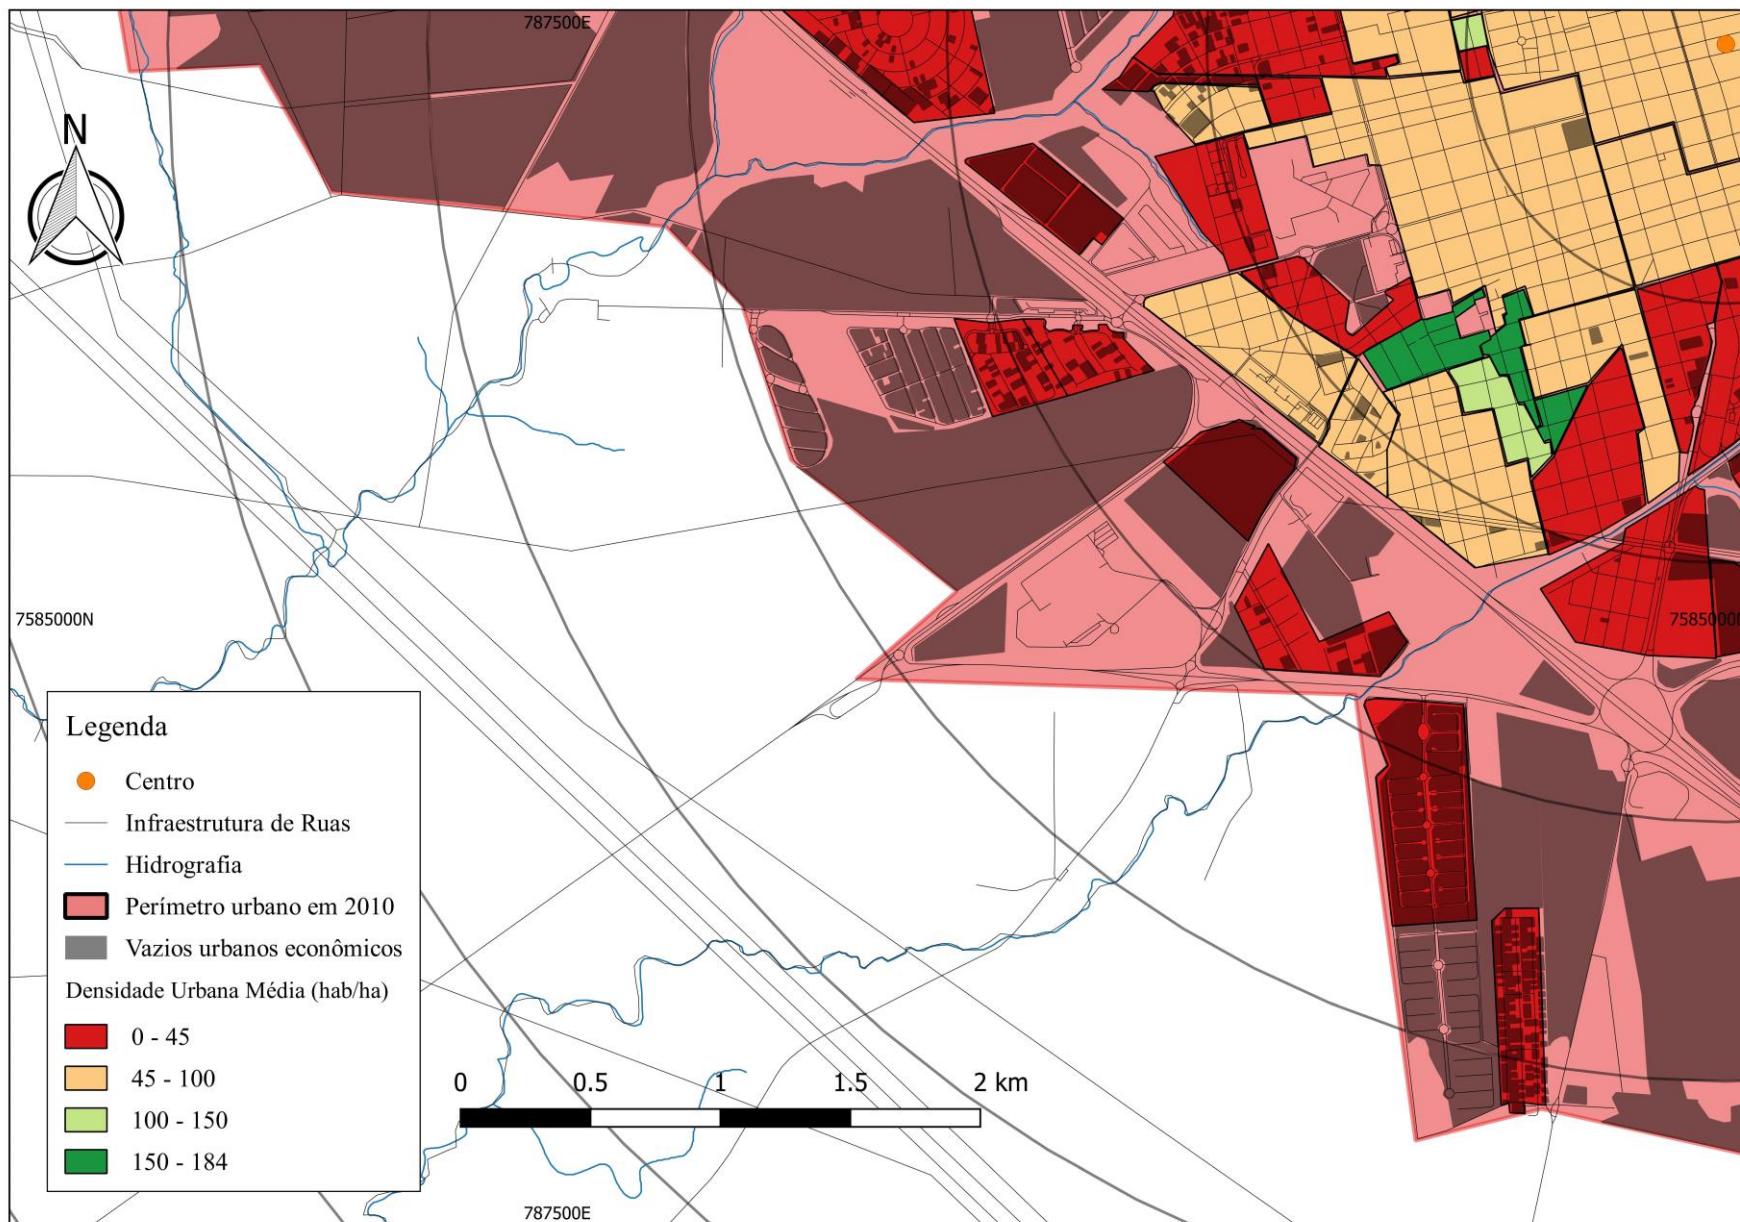 787500E
N
7585000N
7585000
Legenda
Centro
Infraestrutura de Ruas
Hidrografia
Perímetro urbano em 2010
Vazios urbanos econômicos
Densidade Urbana Média (hab/ha)
0 - 45
45 - 100
100 - 150
150 - 184
0 0.5 1 1.5 2 km
787500E